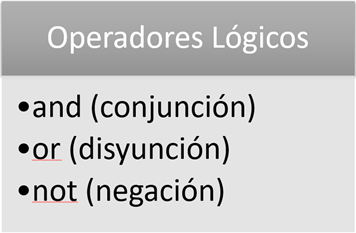 Operadores Lógicos
•and (conjunción)
•or (disyunción)
•not (negación)